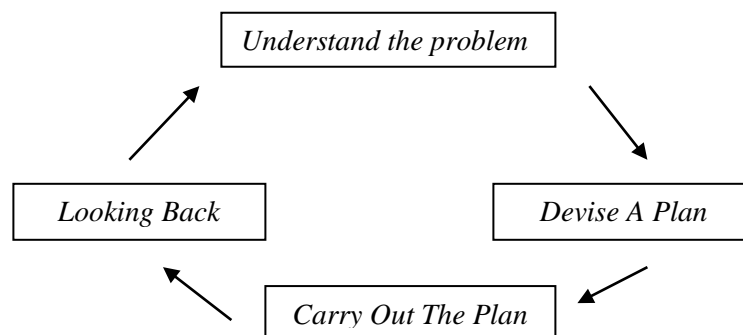 Understand the problem
Looking Back
Devise A Plan
Carry Out The Plan